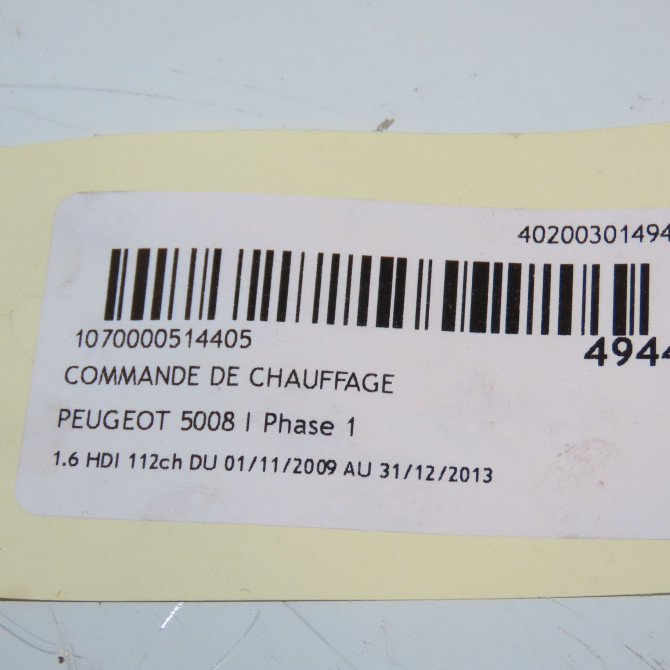 40200301494
1070000514405
4944
COMMANDE DE CHAUFFAGE
PEUGEOT 5008 I Phase 1
1.6 HDI 112ch DU 01/11/2009 AU 31/12/2013